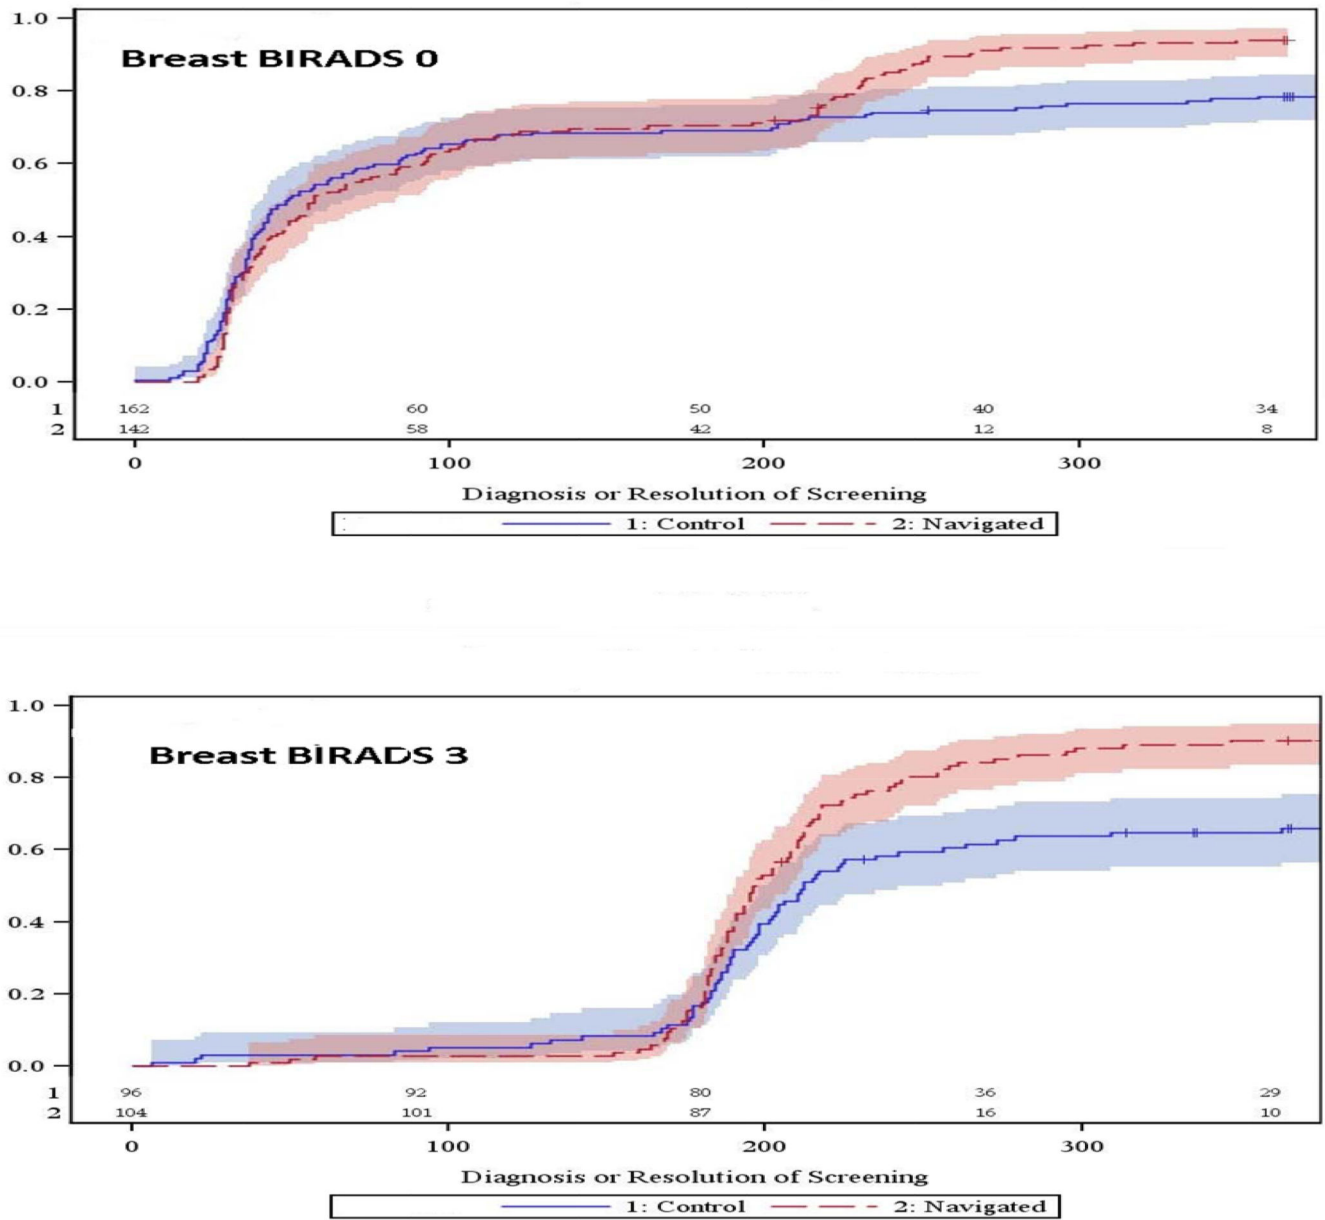 1.0
Breast BIRADS 0
0.8
0.6
0.4
0.2
0.0
1 162 60 50 40 34
2 142 58 42 12 8
0 100 200 300
Diagnosis or Resolution of Screening
1: Control 2: Navigated
1.0
Breast BIRADS 3
0.8
0.6
0.4
0.2
0.0
1 96 92 80 36 29
2 104 101 87 16 10
0 100 200 300
Diagnosis or Resolution of Screening
1: Control 2: Navigated